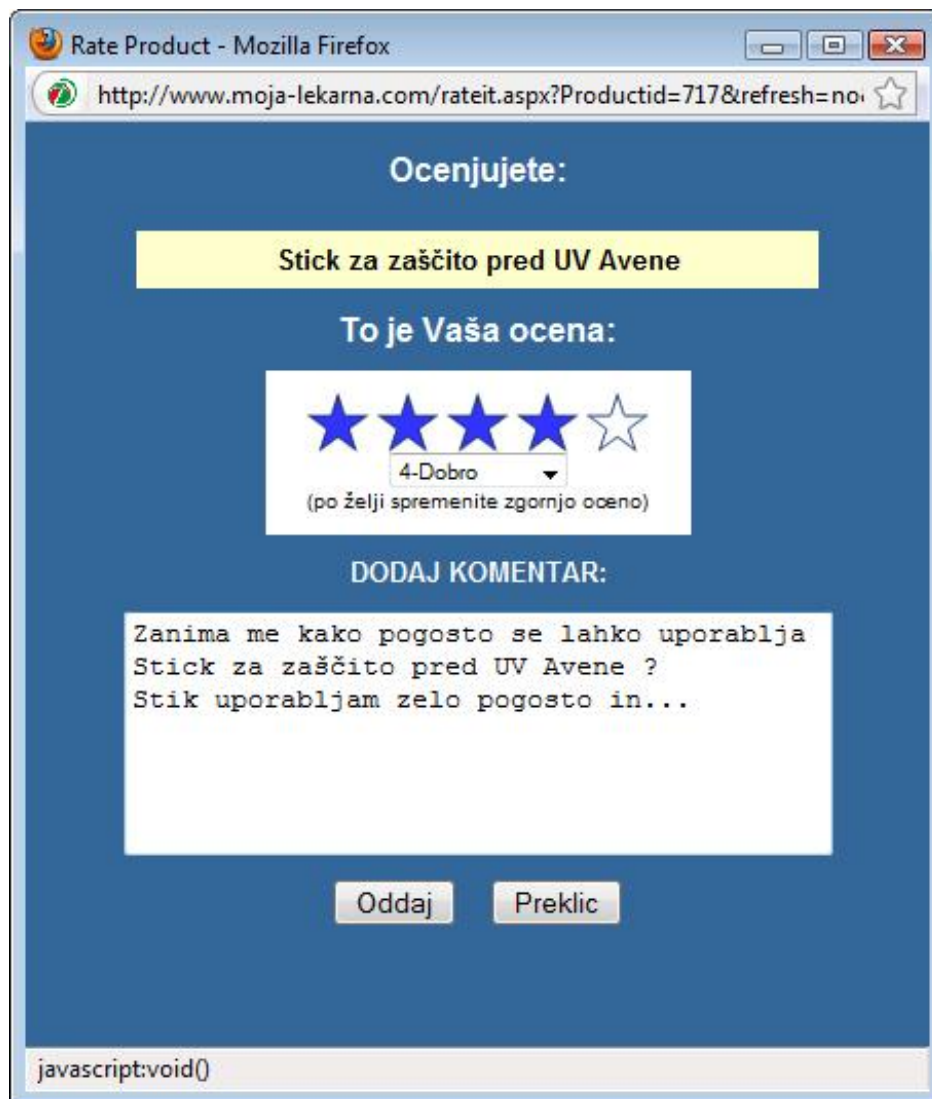 Rate Product - Mozilla Firefox
http://www.moja-lekarna.com/rateit.aspx?Productid=717&refresh=no
Ocenjujete:
Stick za zaščito pred UV Avene
To je Vaša ocena:
4-Dobro
(po želji spremenite zgornjo oceno)
DODAJ KOMENTAR:
Zanima me kako pogosto se lahko uporablja
Stick za zaščito pred UV Avene ?
Stik uporabljam zelo pogosto in...
Oddaj Preklic
javascript:void()